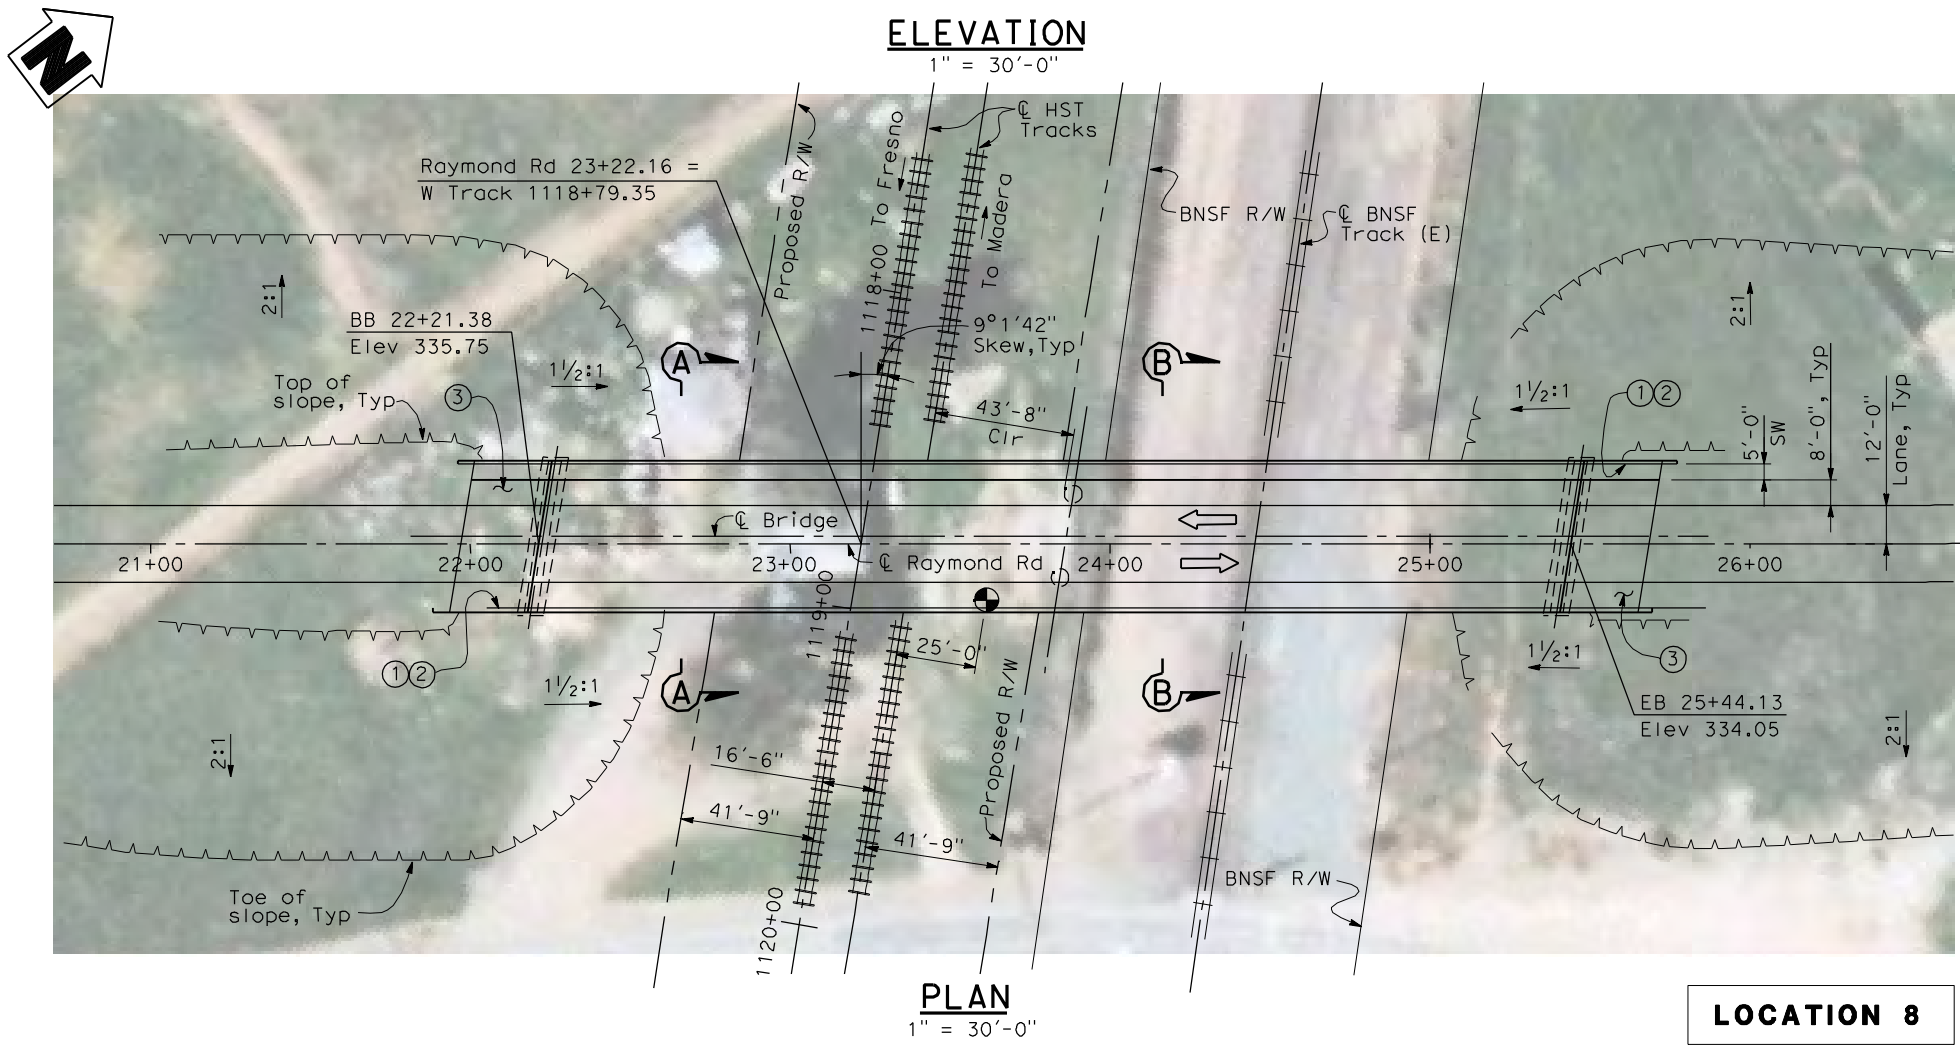 N
ELEVATION
1" = 30'-0"
℄ HST
Tracks
To Fresno
To Madera
1118+00
Proposed R/W
Raymond Rd 23+22.16 =
W Track 1118+79.35
BNSF R/W
℄ BNSF
Track (E)
2:1
2:1
BB 22+21.38
Elev 335.75
9°1'42"
Skew, Typ
A
B
Top of
slope, Typ
3
1½:1
1½:1
1 2
43'-8"
Clr
5'-0"
SW
8'-0", Typ
12'-0"
Lane, Typ
℄ Bridge
21+00
22+00
23+00
℄ Raymond Rd
24+00
25+00
26+00
1119+00
25'-0"
1 2
1½:1
A
B
1½:1
3
EB 25+44.13
Elev 334.05
2:1
2:1
16'-6"
41'-9"
41'-9"
Proposed R/W
BNSF R/W
Toe of
slope, Typ
1120+00
PLAN
1" = 30'-0"
LOCATION 8